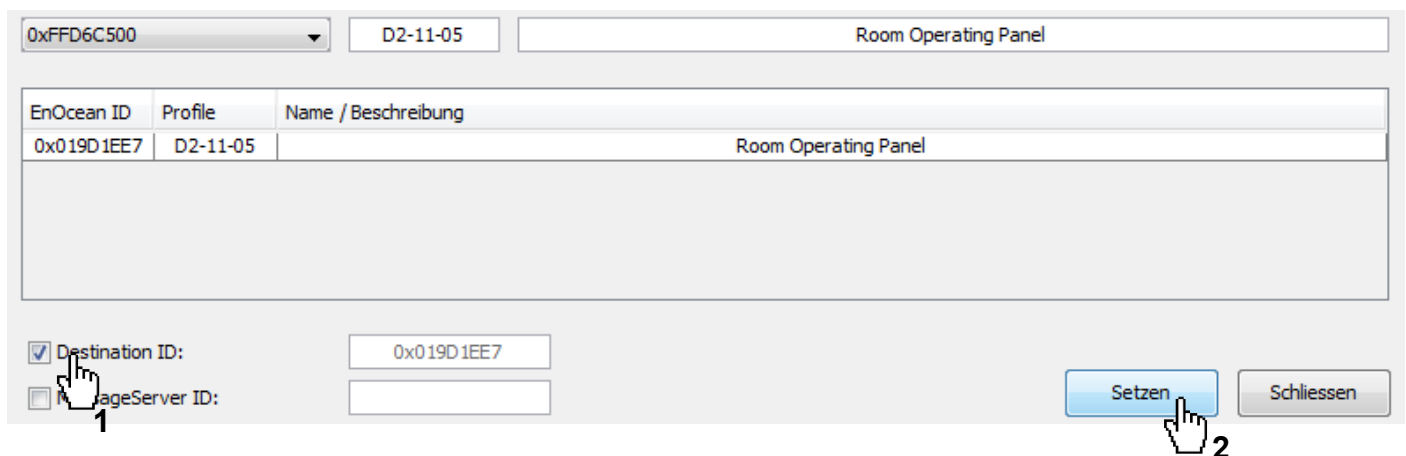 0xFFD6C500 D2-11-05 Room Operating Panel
EnOcean ID Profile Name / Beschreibung
0x019D1EE7 D2-11-05 Room Operating Panel
Destination ID: 0x019D1EE7
ID:
Setzen Schliessen
1
2